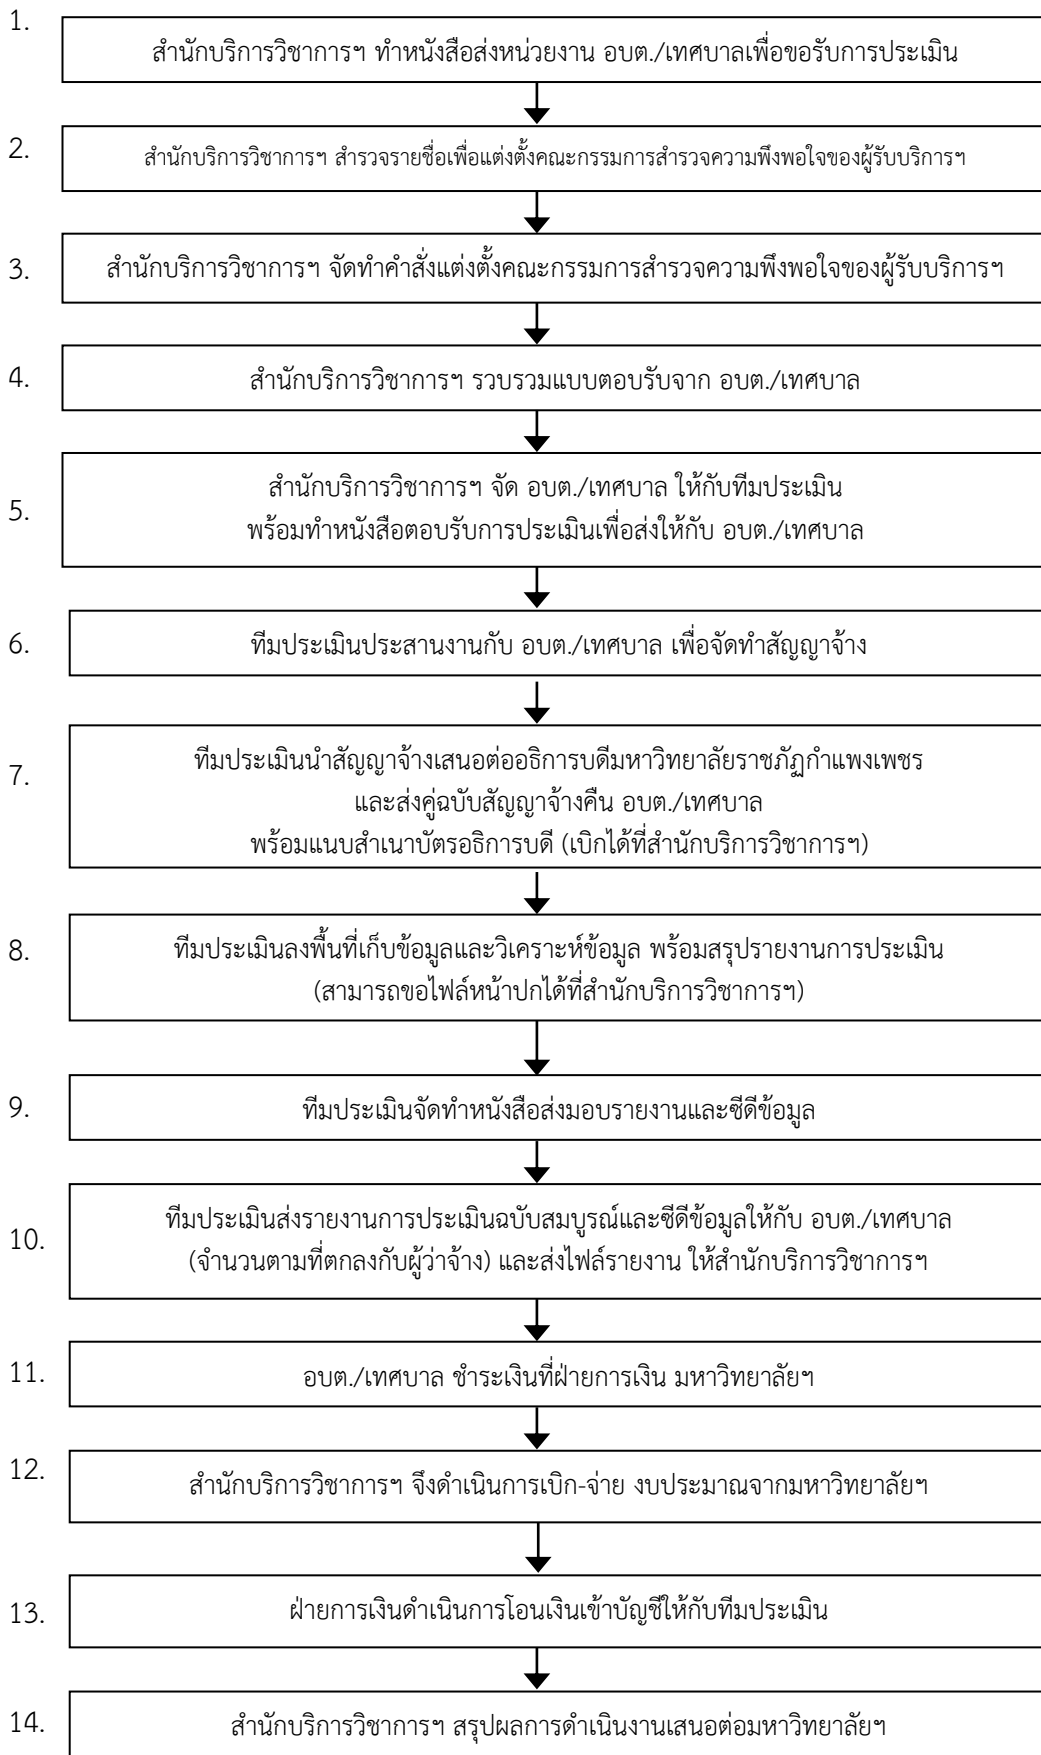 1.
สำนักบริการวิชาการฯ ทำหนังสือส่งหน่วยงาน อบต./เทศบาลเพื่อขอรับการประเมิน
2.
สำนักบริการวิชาการฯ สำรวจรายชื่อเพื่อแต่งตั้งคณะกรรมการสำรวจความพึงพอใจของผู้รับบริการฯ
3.
สำนักบริการวิชาการฯ จัดทำคำสั่งแต่งตั้งคณะกรรมการสำรวจความพึงพอใจของผู้รับบริการฯ
4.
สำนักบริการวิชาการฯ รวบรวมแบบตอบรับจาก อบต./เทศบาล
5.
สำนักบริการวิชาการฯ จัด อบต./เทศบาล ให้กับทีมประเมิน
พร้อมทำหนังสือตอบรับการประเมินเพื่อส่งให้กับ อบต./เทศบาล
6.
ทีมประเมินประสานงานกับ อบต./เทศบาล เพื่อจัดทำสัญญาจ้าง
7.
ทีมประเมินนำสัญญาจ้างเสนอต่ออธิการบดีมหาวิทยาลัยราชภัฏกำแพงเพชร
และส่งคู่ฉบับสัญญาจ้างคืน อบต./เทศบาล
พร้อมแนบสำเนาบัตรอธิการบดี (เบิกได้ที่สำนักบริการวิชาการฯ)
8.
ทีมประเมินลงพื้นที่เก็บข้อมูลและวิเคราะห์ข้อมูล พร้อมสรุปรายงานการประเมิน
(สามารถขอไฟล์หน้าปกได้ที่สำนักบริการวิชาการฯ)
9.
ทีมประเมินจัดทำหนังสือส่งมอบรายงานและซีดีข้อมูล
10.
ทีมประเมินส่งรายงานการประเมินฉบับสมบูรณ์และซีดีข้อมูลให้กับ อบต./เทศบาล
(จำนวนตามที่ตกลงกับผู้ว่าจ้าง) และส่งไฟล์รายงาน ให้สำนักบริการวิชาการฯ
11.
อบต./เทศบาล ชำระเงินที่ฝ่ายการเงิน มหาวิทยาลัยฯ
12.
สำนักบริการวิชาการฯ จึงดำเนินการเบิก-จ่าย งบประมาณจากมหาวิทยาลัยฯ
13.
ฝ่ายการเงินดำเนินการโอนเงินเข้าบัญชีให้กับทีมประเมิน
14.
สำนักบริการวิชาการฯ สรุปผลการดำเนินงานเสนอต่อมหาวิทยาลัยฯ